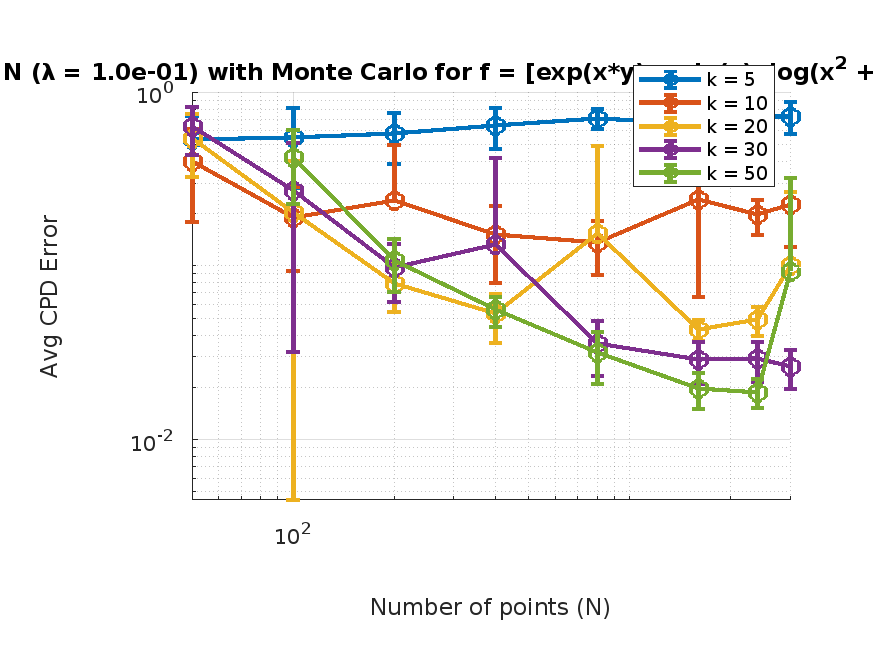 N (λ = 1.0e-01) with Monte Carlo for f = [exp(x*y) log(x² +
k = 5
k = 10
k = 20
k = 30
k = 50
10⁰
10⁻²
Avg CPD Error
10²
Number of points (N)